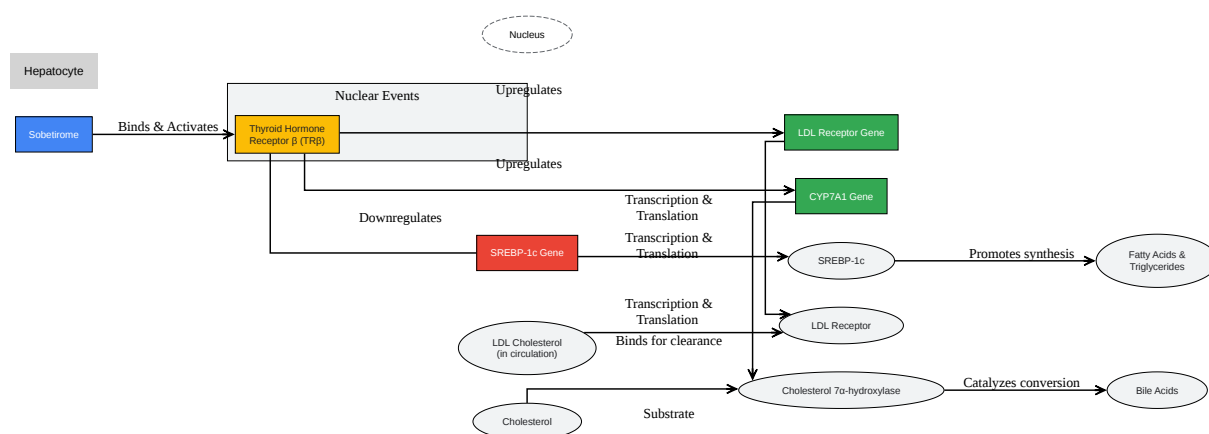 Nucleus
Hepatocyte
Upregulates
Nuclear Events
Sobetirome
Binds & Activates
Thyroid Hormone
Receptor β (TRβ)
LDL Receptor Gene
Upregulates
CYP7A1 Gene
Transcription &
Translation
Downregulates
Transcription &
Translation
SREBP-1c Gene
SREBP-1c
Promotes synthesis
Fatty Acids &
Triglycerides
Transcription &
Translation
LDL Receptor
LDL Cholesterol
(in circulation)
Binds for clearance
Cholesterol 7α-hydroxylase
Catalyzes conversion
Bile Acids
Substrate
Cholesterol